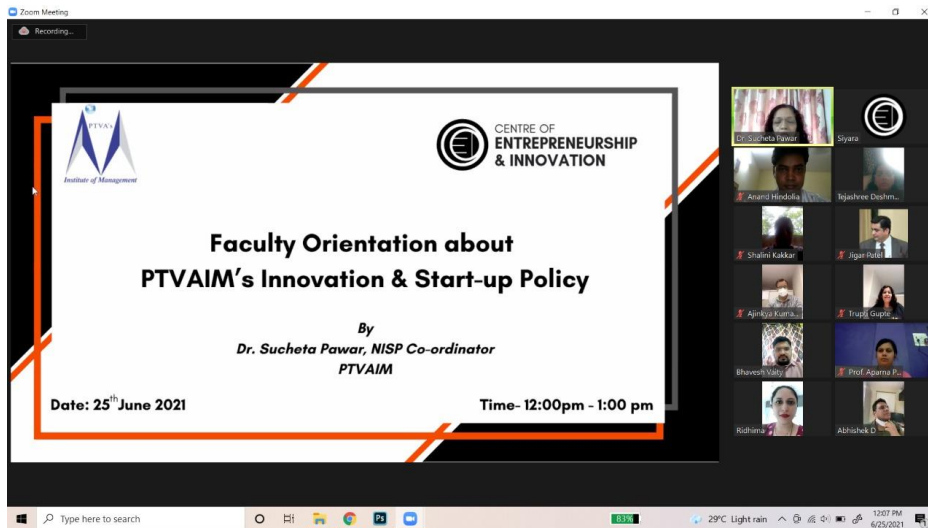 Zoom Meeting
Recording...
PTVA's
Institute of Management
CENTRE OF
ENTREPRENEURSHIP
& INNOVATION
Faculty Orientation about
PTVAIM's Innovation & Start-up Policy
By
Dr. Sucheta Pawar, NISP Co-ordinator
PTVAIM
Date: 25th June 2021
Time- 12:00pm - 1:00 pm
Dr. Sucheta Pawar
Siyara
Anand Hindolia
Tejashree Deshm...
Shalini Kakkar
Jigar Patel
Ajinkya Kuma...
Trupti Gupte
Bhavesh Vaity
Prof. Aparna P...
Ridhima
Abhishek D
Type here to search
Ps
83%
29°C Light rain
12:07 PM
6/25/2021